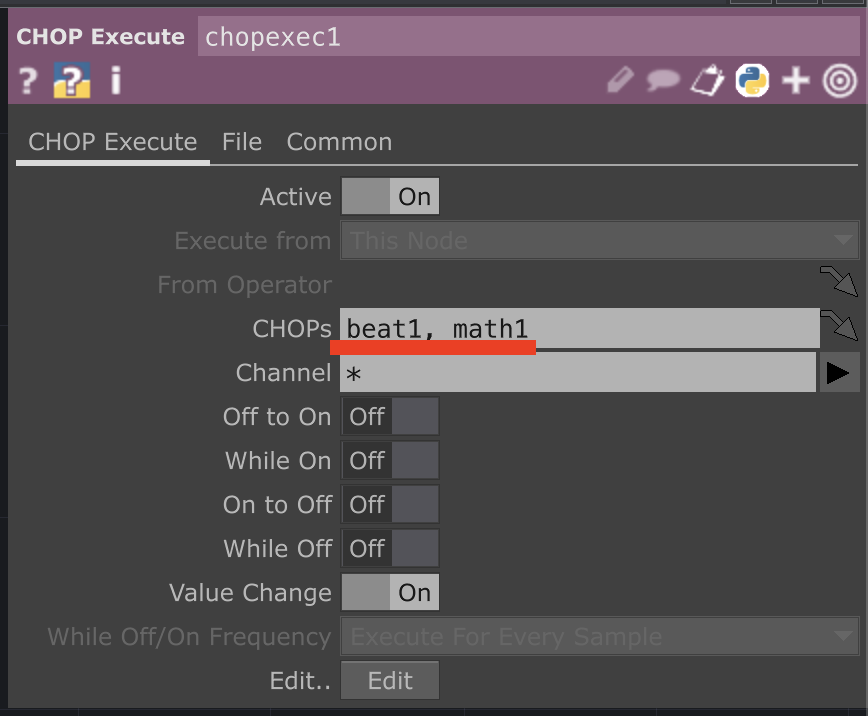 CHOP Execute chopexec1
? ? i
CHOP Execute File Common
Active On
Execute from This Node
From Operator
CHOPs beat1, math1
Channel *
Off to On Off
While On Off
On to Off Off
While Off Off
Value Change On
While Off/On Frequency Execute For Every Sample
Edit.. Edit